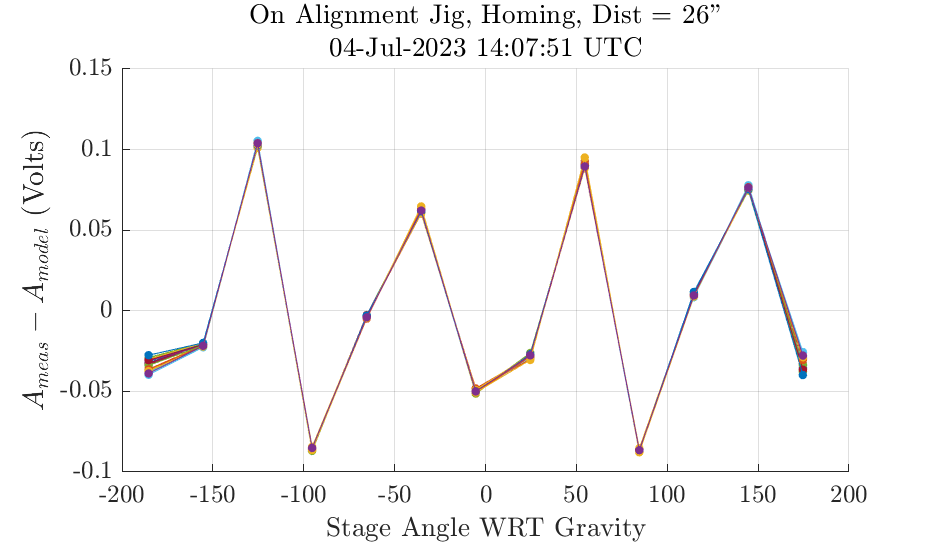 On Alignment Jig, Homing, Dist = 26”
04-Jul-2023 14:07:51 UTC
0.15
0.1
0.05
0
-0.05
-0.1
A_meas − A_model (Volts)
-200 -150 -100 -50 0 50 100 150 200
Stage Angle WRT Gravity